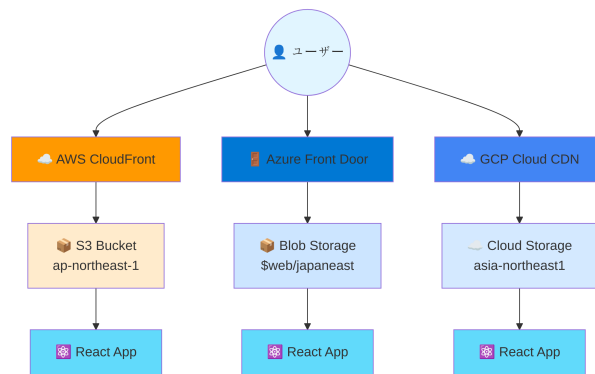 👤 ユーザー
☁️ AWS CloudFront
🚪 Azure Front Door
☁️ GCP Cloud CDN
📦 S3 Bucket
ap-northeast-1
📦 Blob Storage
$web/japaneast
☁️ Cloud Storage
asia-northeast1
⚛️ React App
⚛️ React App
⚛️ React App